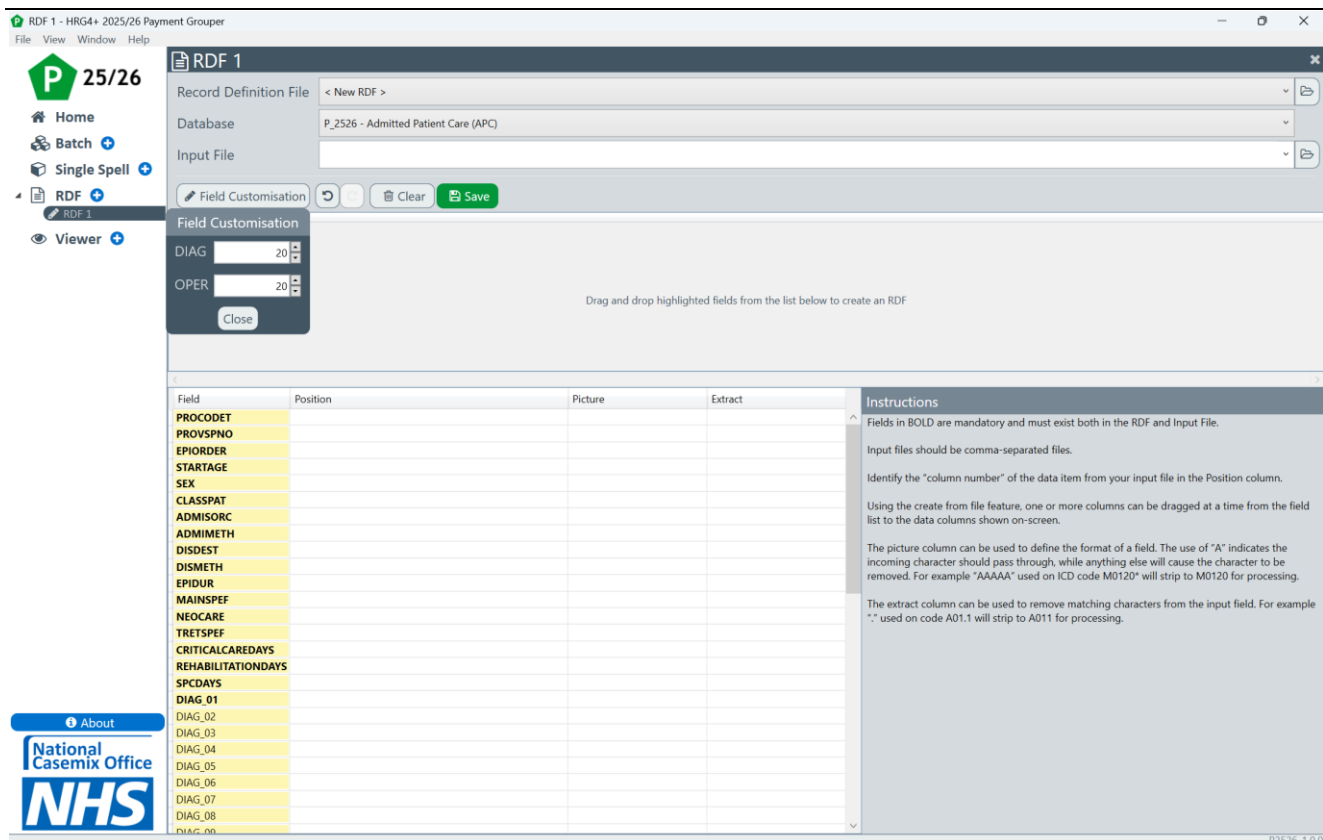 RDF 1 - HRG4+ 2025/26 Payment Grouper
File View Window Help
P 25/26
Home
Batch
Single Spell
RDF
RDF 1
Viewer
RDF 1
Record Definition File < New RDF >
Database P_2526 - Admitted Patient Care (APC)
Input File
Field Customisation Clear Save
Field Customisation
DIAG 20
OPER 20
Close
Drag and drop highlighted fields from the list below to create an RDF
Field Position Picture Extract
PROCODET
PROVSPNO
EPIORDER
STARTAGE
SEX
CLASSPAT
ADMISORC
ADMIMETH
DISDEST
DISMETH
EPIDUR
MAINSPEF
NEOCARE
TRETSPEF
CRITICALCAREDAYS
REHABILITATIONDAYS
SPCDAYS
DIAG_01
DIAG_02
DIAG_03
DIAG_04
DIAG_05
DIAG_06
DIAG_07
DIAG_08
DIAG_09
Instructions
Fields in BOLD are mandatory and must exist both in the RDF and Input File.
Input files should be comma-separated files.
Identify the "column number" of the data item from your input file in the Position column.
Using the create from file feature, one or more columns can be dragged at a time from the field
list to the data columns shown on-screen.
The picture column can be used to define the format of a field. The use of "A" indicates the
incoming character should pass through, while anything else will cause the character to be
removed. For example "AAAAA" used on ICD code M0120* will strip to M0120 for processing.
The extract column can be used to remove matching characters from the input field. For example
"." used on code A01.1 will strip to A011 for processing.
About
National
Casemix Office
NHS